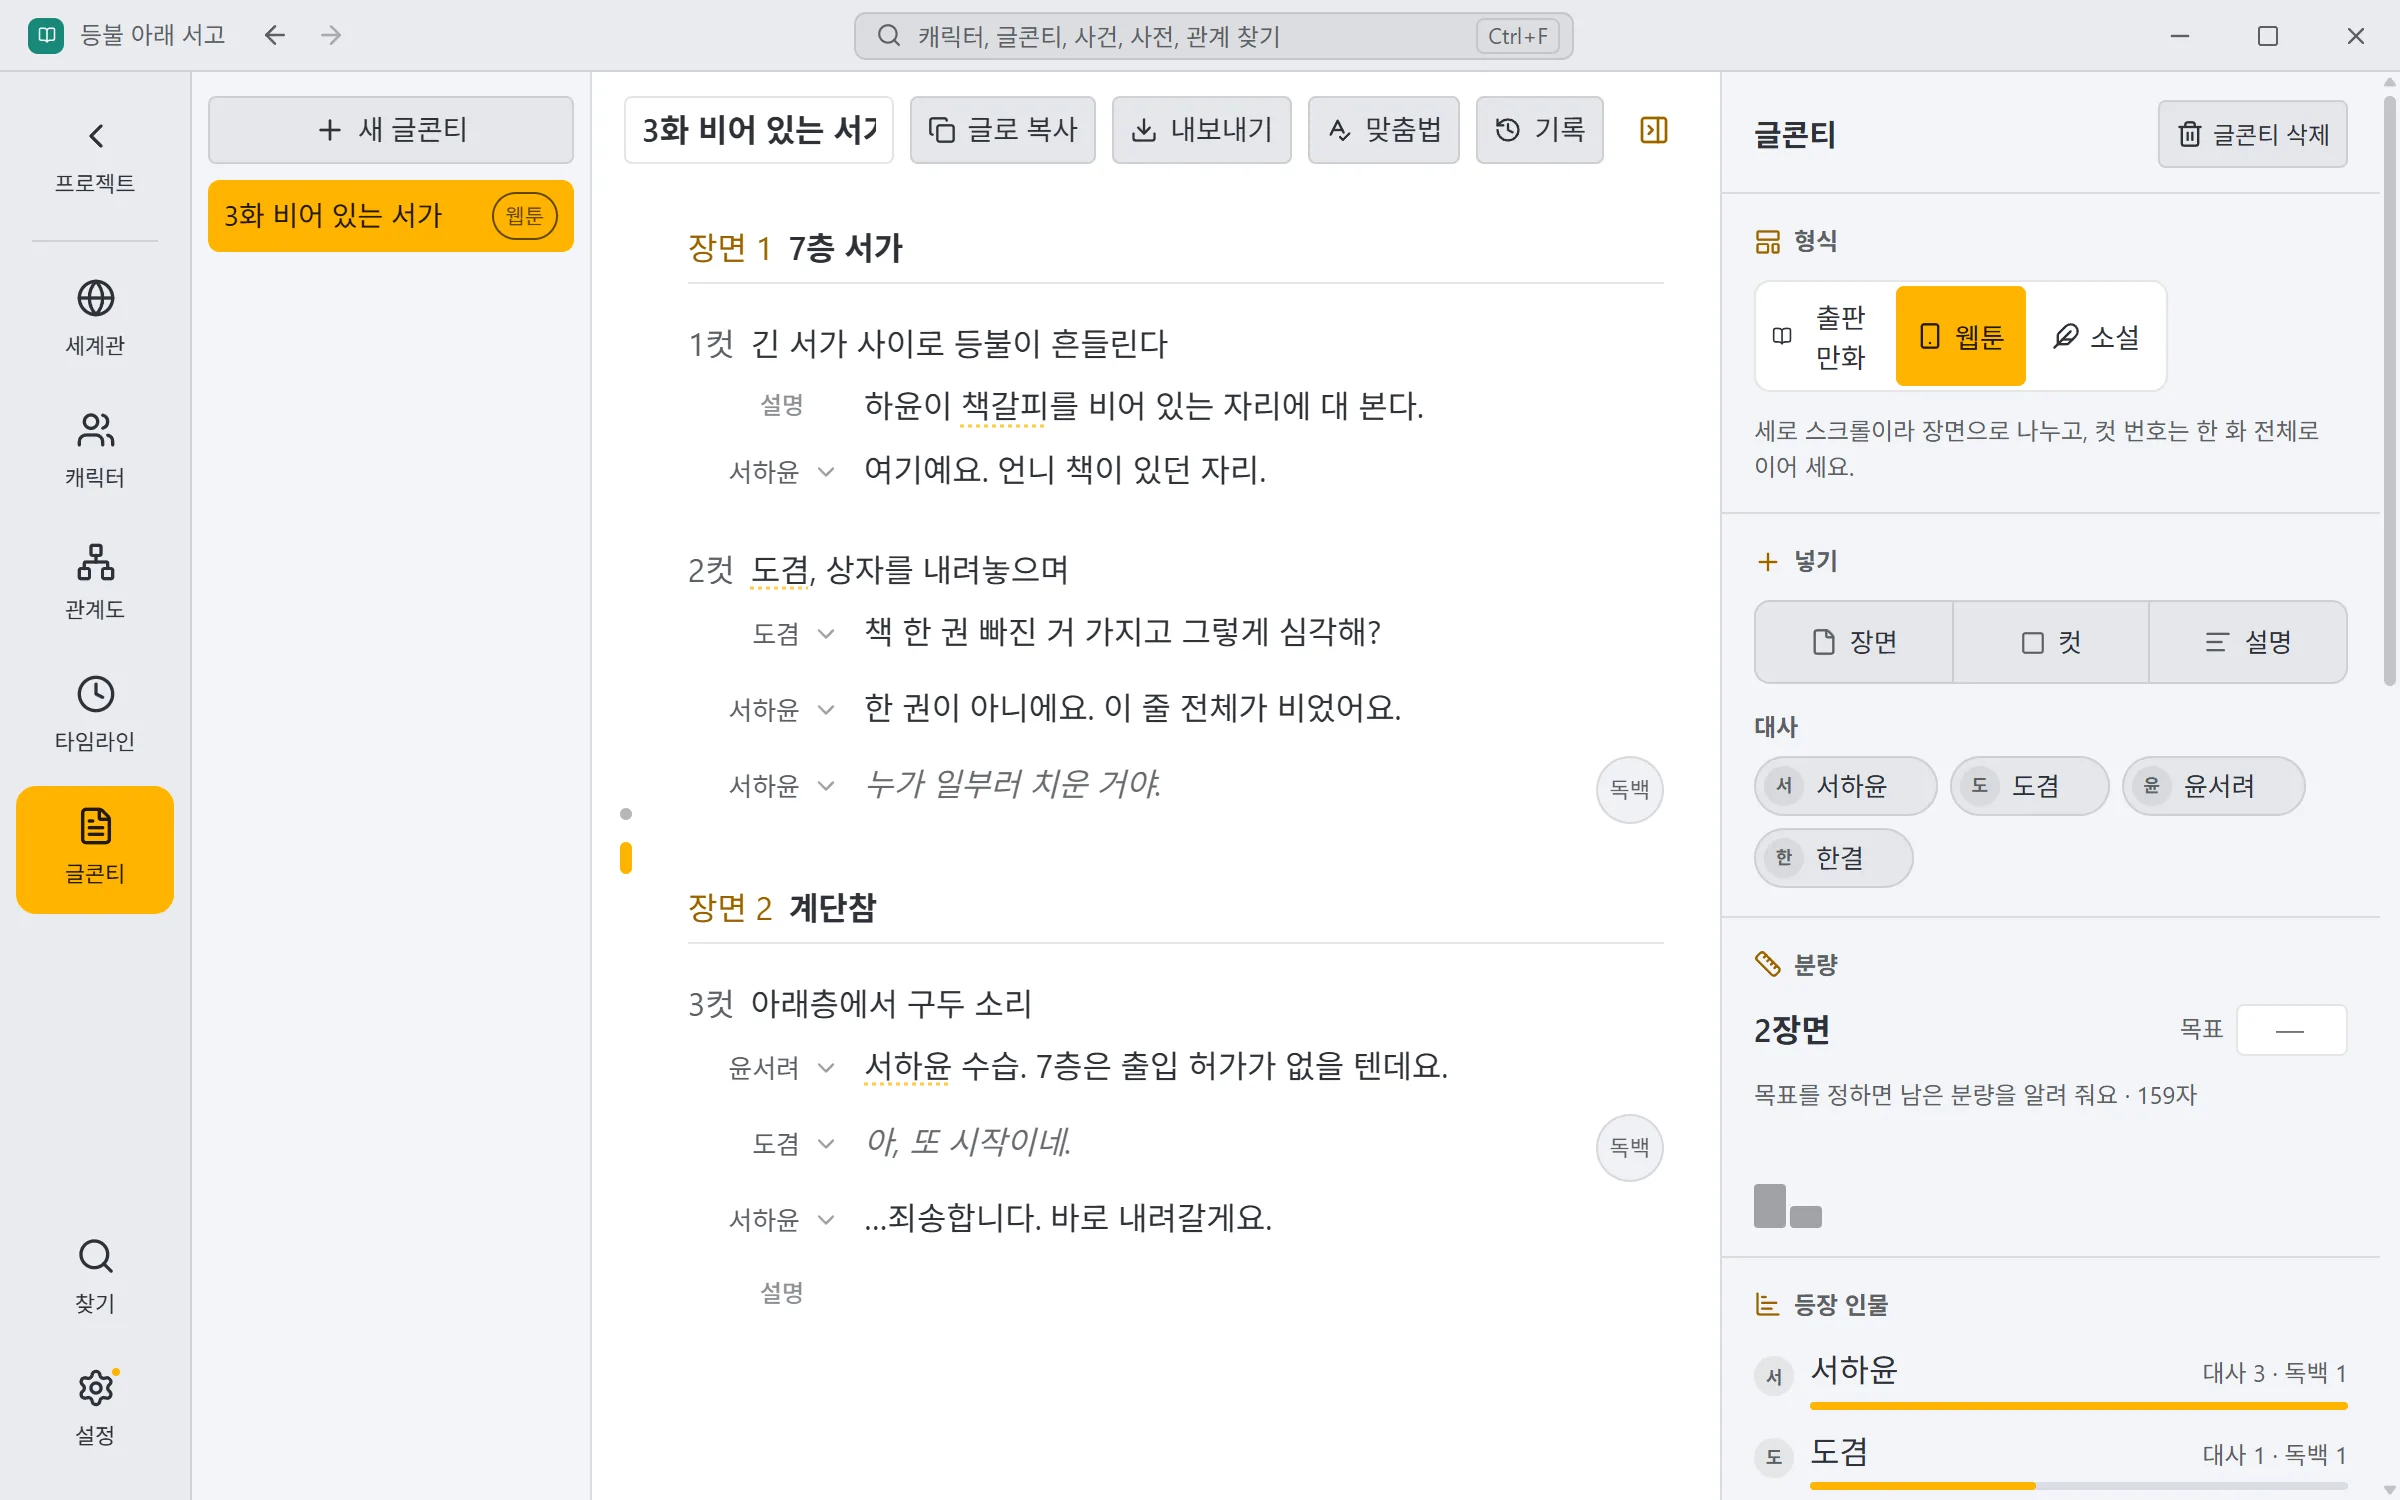 등불 아래 서고
캐릭터, 글콘티, 사건, 사전, 관계 찾기
Ctrl+F
프로젝트
세계관
캐릭터
관계도
타임라인
글콘티
찾기
설정
새 글콘티
3화 비어 있는 서가
웹툰
3화 비어 있는 서가
글로 복사
내보내기
맞춤법
기록
장면 1 7층 서가
1컷 긴 서가 사이로 등불이 흔들린다
설명 하윤이 책갈피를 비어 있는 자리에 대 본다.
서하윤 여기예요. 언니 책이 있던 자리.
2컷 도겸, 상자를 내려놓으며
도겸 책 한 권 빠진 거 가지고 그렇게 심각해?
서하윤 한 권이 아니에요. 이 줄 전체가 비었어요.
서하윤 누가 일부러 치운 거야. 독백
장면 2 계단참
3컷 아래층에서 구두 소리
윤서려 서하윤 수습. 7층은 출입 허가가 없을 텐데요.
도겸 아, 또 시작이네. 독백
서하윤 …죄송합니다. 바로 내려갈게요.
설명
글콘티
글콘티 삭제
형식
출판
만화
웹툰
소설
세로 스크롤이라 장면으로 나누고, 컷 번호는 한 화 전체로
이어 세요.
넣기
장면
컷
설명
대사
서 서하윤
도 도겸
윤 윤서려
한 한결
분량
2장면
목표 —
목표를 정하면 남은 분량을 알려 줘요 · 159자
등장 인물
서 서하윤 대사 3 · 독백 1
도 도겸 대사 1 · 독백 1